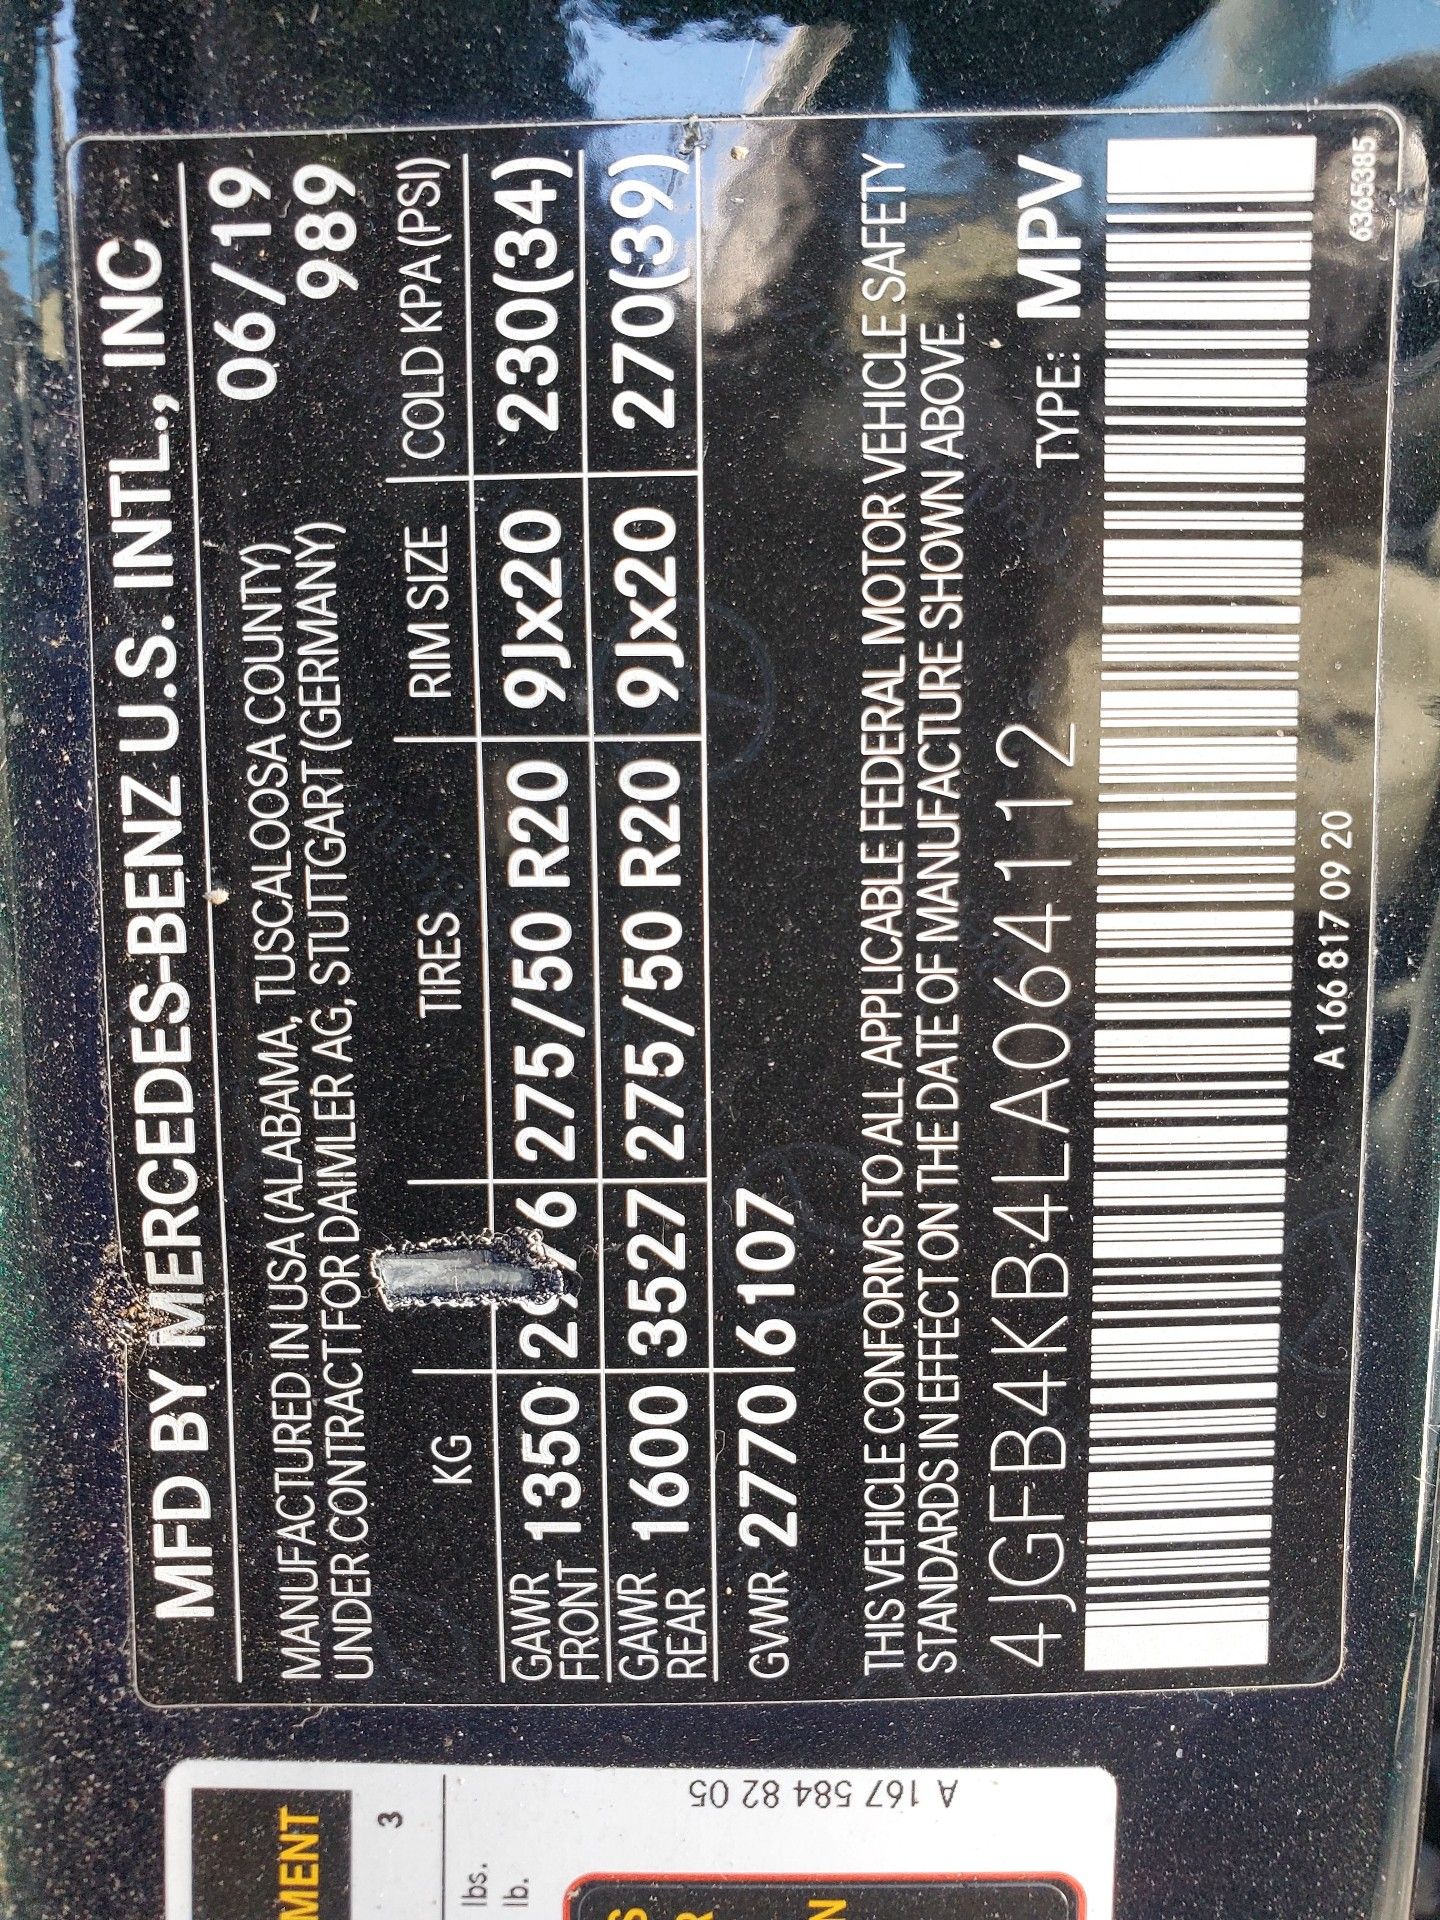 MFD BY MERCEDES-BENZ U.S. INTL., INC
MANUFACTURED IN USA (ALABAMA, TUSCALOOSA COUNTY) 06/19
UNDER CONTRACT FOR DAIMLER AG, STUTTGART (GERMANY) 989
KG TIRES RIM SIZE COLD KPA (PSI)
GAWR FRONT 1350 275/50 R20 9Jx20 230(34)
GAWR REAR 1600 3527 275/50 R20 9Jx20 270(39)
GVWR 2770 6107
THIS VEHICLE CONFORMS TO ALL APPLICABLE FEDERAL MOTOR VEHICLE SAFETY
STANDARDS IN EFFECT ON THE DATE OF MANUFACTURE SHOWN ABOVE.
4JGFB4KB4LA064112 TYPE: MPV
A 166 817 09 20
6365385
A 167 584 82 05
MENT
3
lbs.
lb.